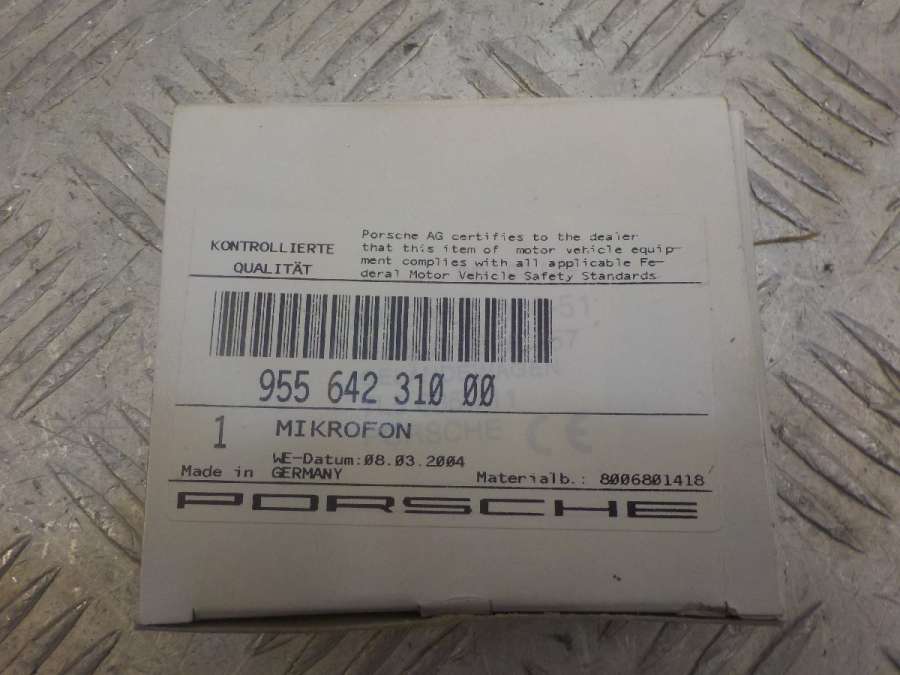 KONTROLLIERTE
QUALITÄT
Porsche AG certifies to the dealer
that this item of motor vehicle equip-
ment complies with all applicable Fe-
deral Motor Vehicle Safety Standards
955 642 310 00
1 MIKROFON
WE-Datum:08.03.2004
Made in GERMANY Materialb.: 8006801418
PORSCHE
CE